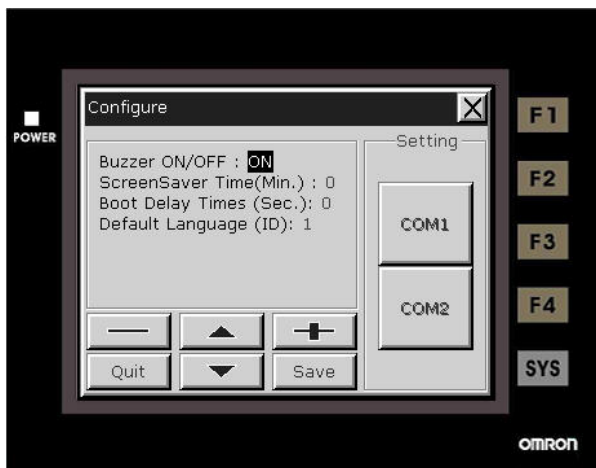 Configure
X
POWER
Buzzer ON/OFF : ON
ScreenSaver Time(Min.) : 0
Boot Delay Times (Sec.): 0
Default Language (ID): 1
Setting
COM1
COM2
Quit
Save
F1
F2
F3
F4
SYS
OMRON